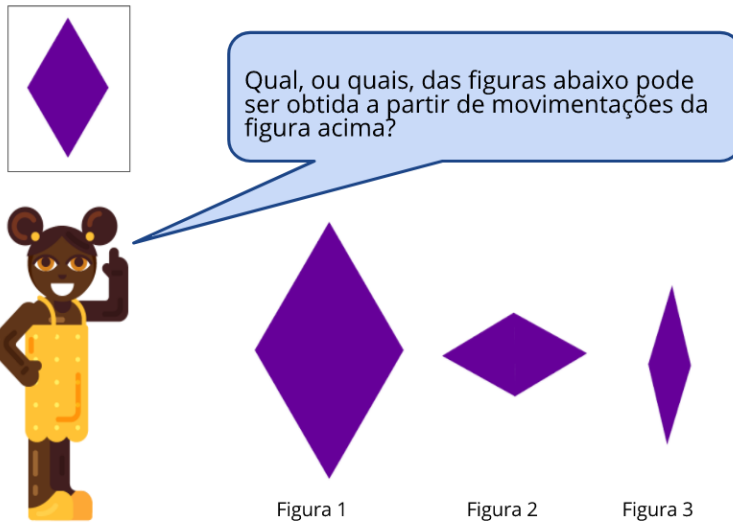 Qual, ou quais, das figuras abaixo pode
ser obtida a partir de movimentações da
figura acima?
Figura 1
Figura 2
Figura 3